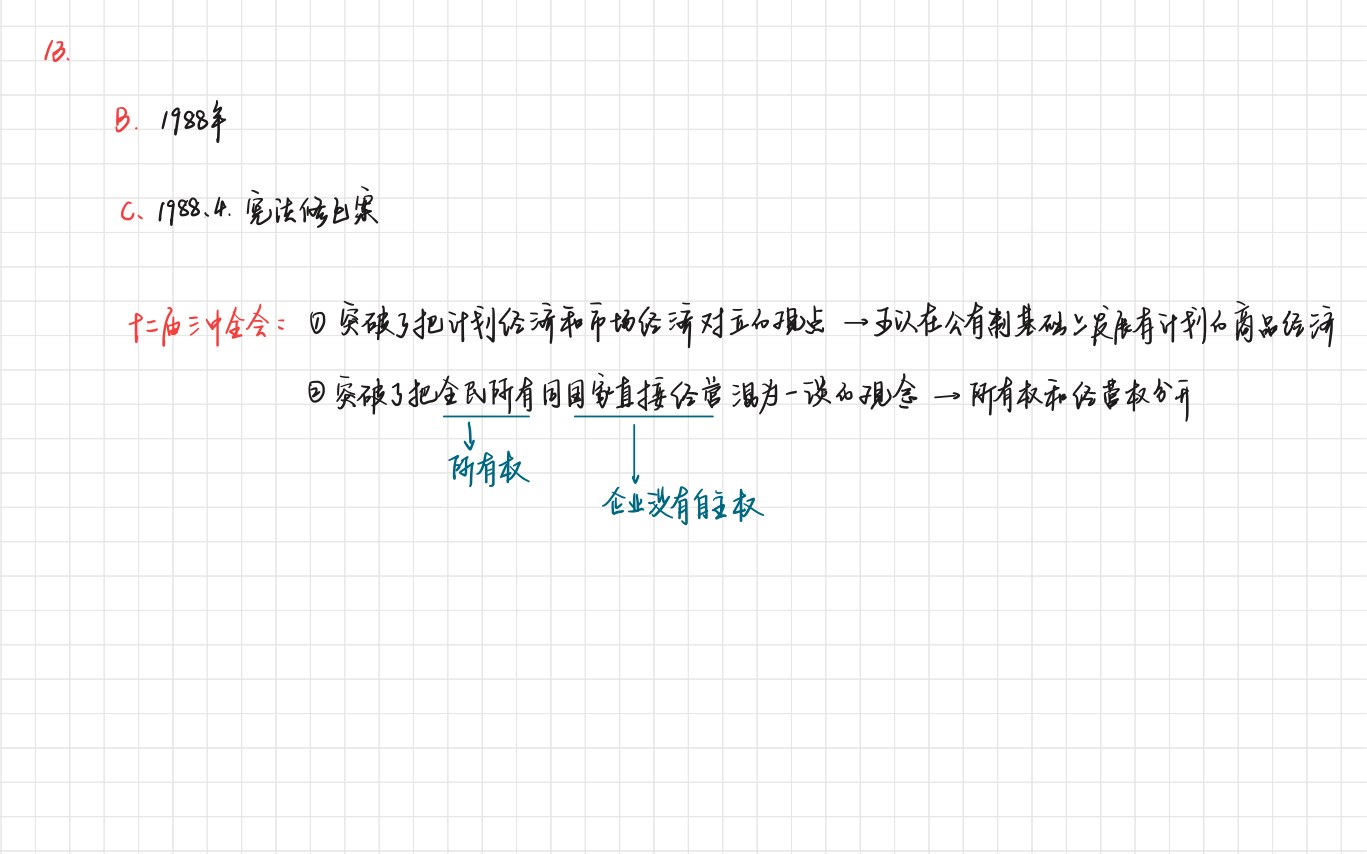 13.
B. 1988年
C、1988.4. 宪法修正案
十二届三中全会：① 突破了把计划经济和市场经济对立的观点 →可以在公有制基础上发展有计划的商品经济
② 突破了把全民所有同国家直接经营混为一谈的观念 → 所有权和经营权分开
所有权
企业没有自主权